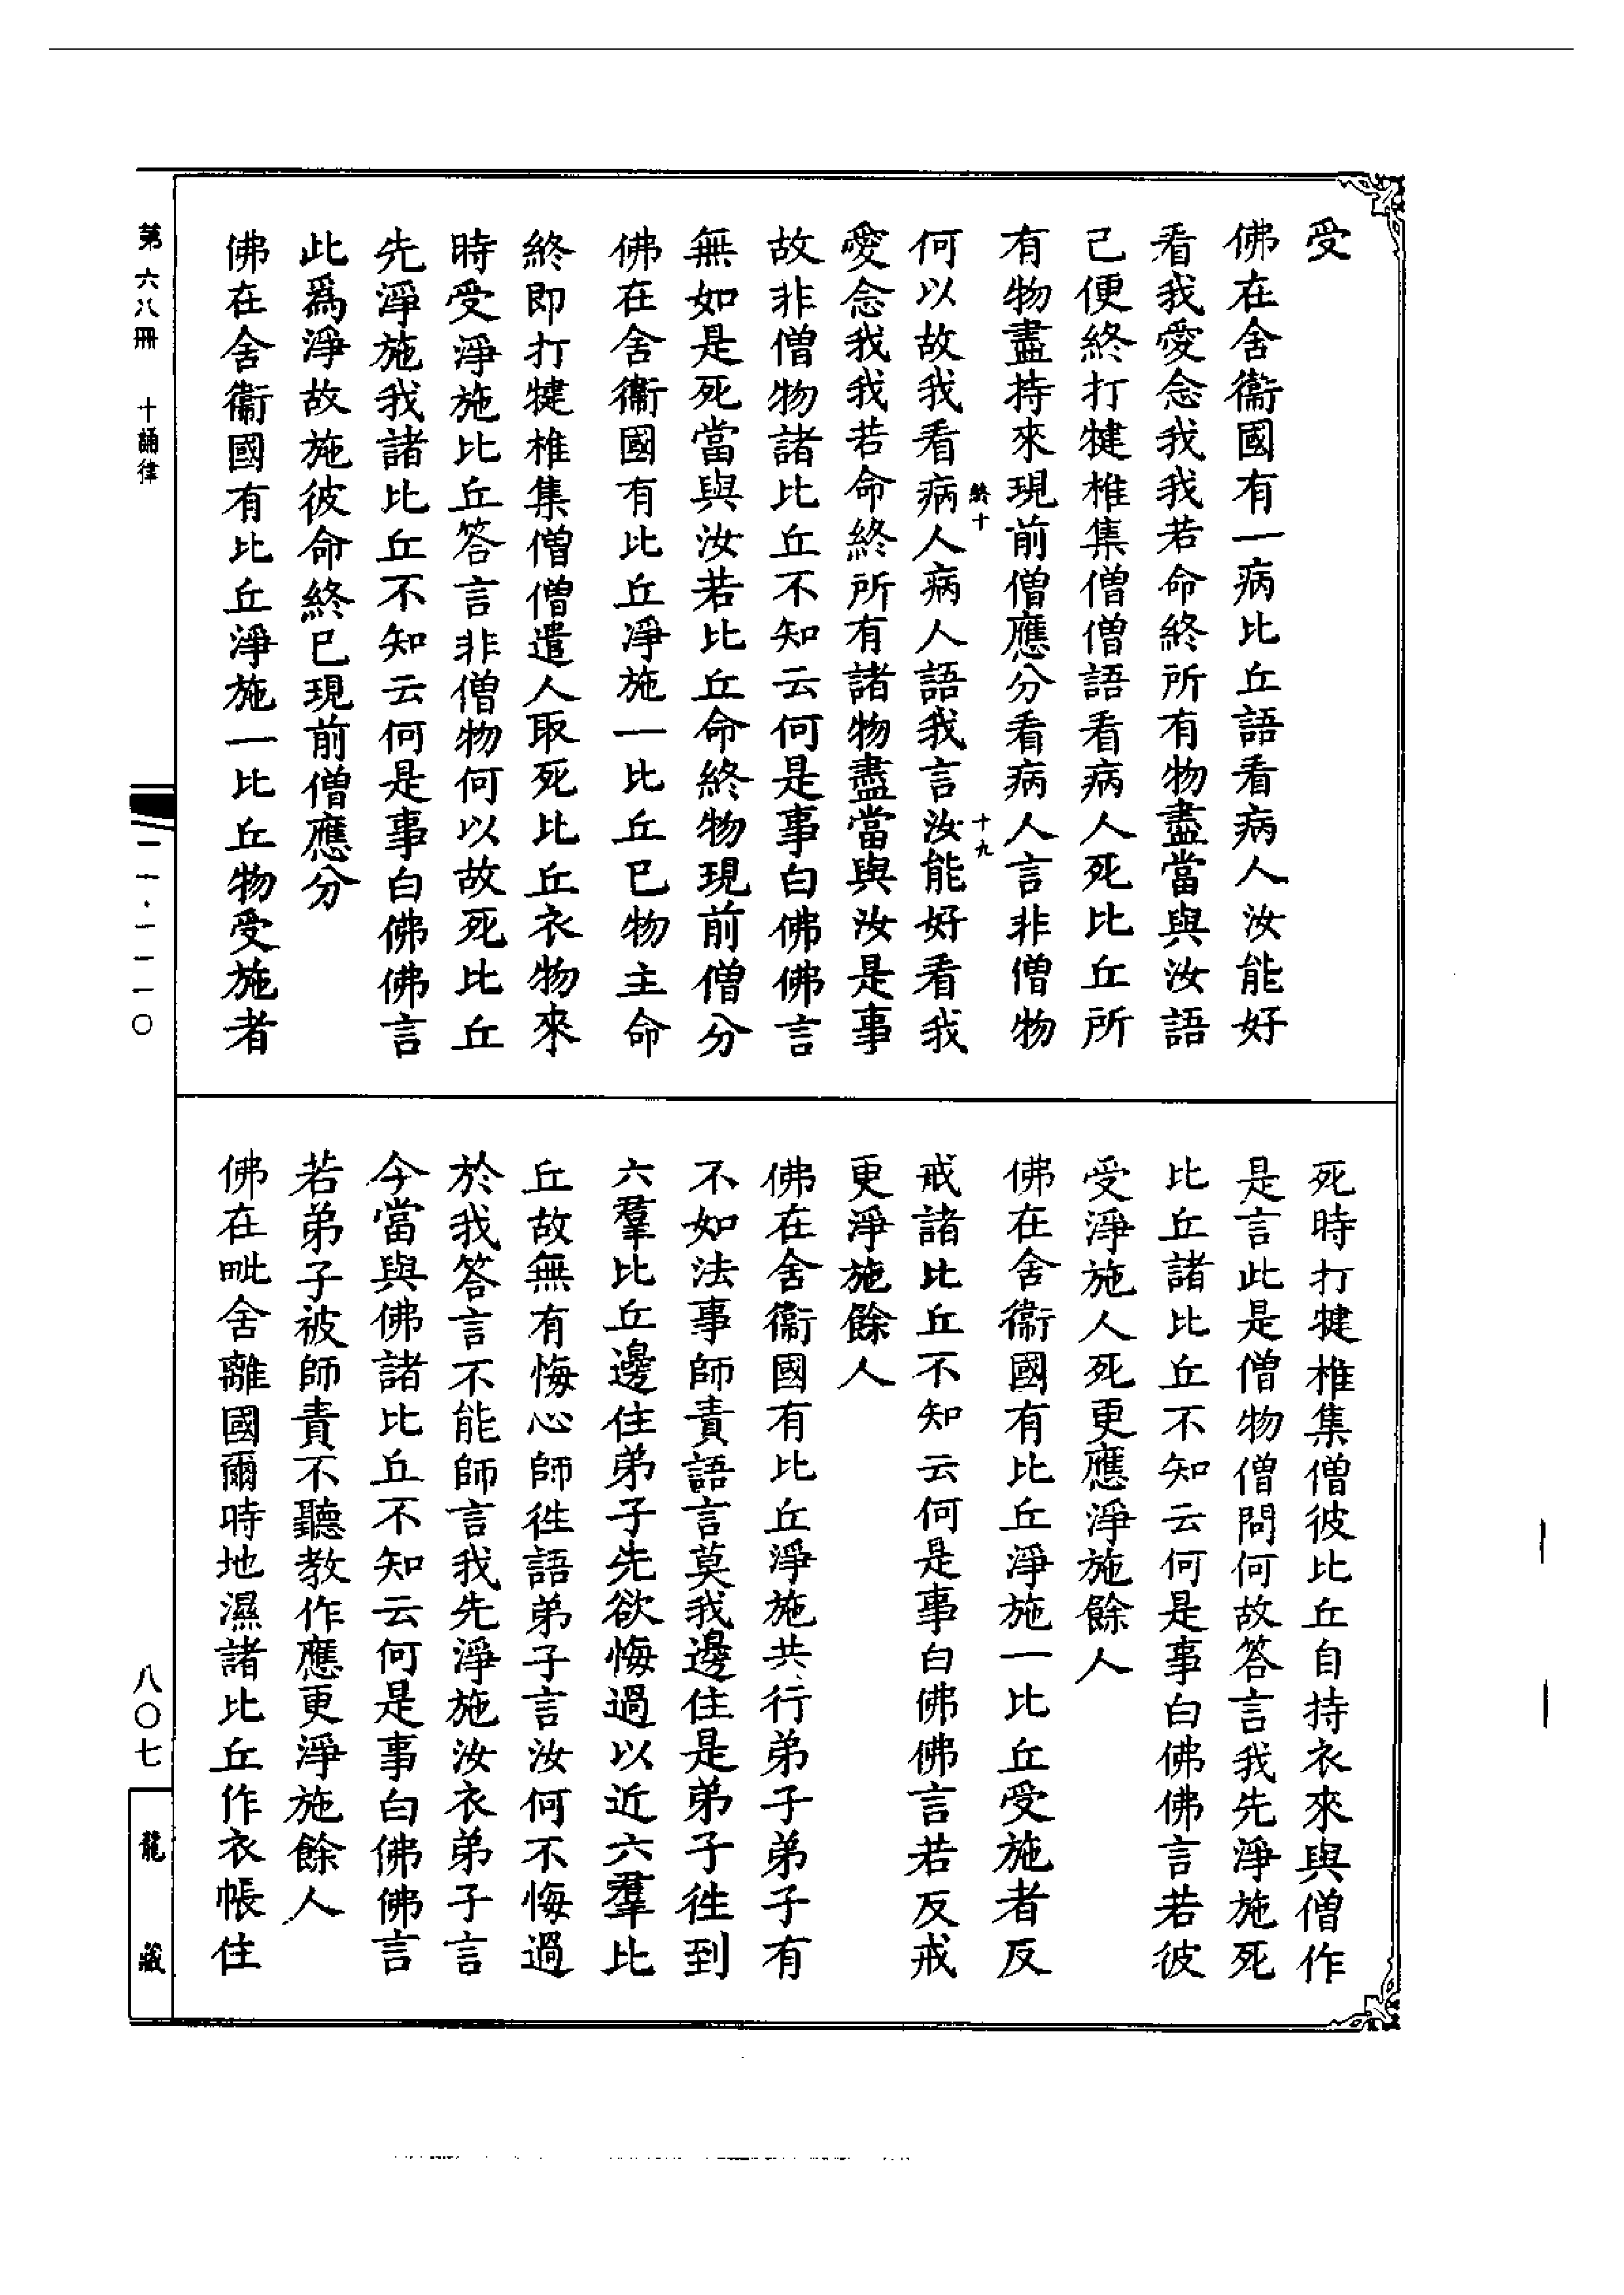 受
佛在舍衞國有一病比丘語看病人汝能好
看我愛念我我若命終所有物盡當與汝語
已便終打犍椎集僧僧語看病人死比丘所
有物盡持來現前僧應分看病人言非僧物
終十
十九
何以故我看病人病人語我言汝能好看我
愛念我我若命終所有諸物盡當與汝是事
故非僧物諸比丘不知云何是事白佛佛言
無如是死當與汝若比丘命終物現前僧分
佛在舍衞國有比丘淨施一比丘已物主命
終即打犍椎集僧僧遣人取死比丘衣物來
時受淨施比丘答言非僧物何以故死比丘
先淨施我諸比丘不知云何是事白佛佛言
此爲淨故施彼命終已現前僧應分
佛在舍衞國有比丘淨施一比丘物受施者
死時打犍椎集僧彼比丘自持衣來與僧作
是言此是僧物僧問何故答言我先淨施死
比丘諸比丘不知云何是事白佛佛言若彼
受淨施人死更應淨施餘人
佛在舍衞國有比丘淨施一比丘受施者反
戒諸比丘不知云何是事白佛佛言若反戒
更淨施餘人
佛在舍衞國有比丘淨施共行弟子弟子有
不如法事師責語言莫我邊住是弟子徃到
六羣比丘邊住弟子先欲悔過以近六羣比
丘故無有悔心師徃語弟子言汝何不悔過
於我答言不能師言我先淨施汝衣弟子言
今當與佛諸比丘不知云何是事白佛佛言
若弟子被師責不聽教作應更淨施餘人
佛在毗舍離國爾時地濕諸比丘作衣帳住
第六八冊 十誦律
一一·一一一〇
八〇七
龍藏